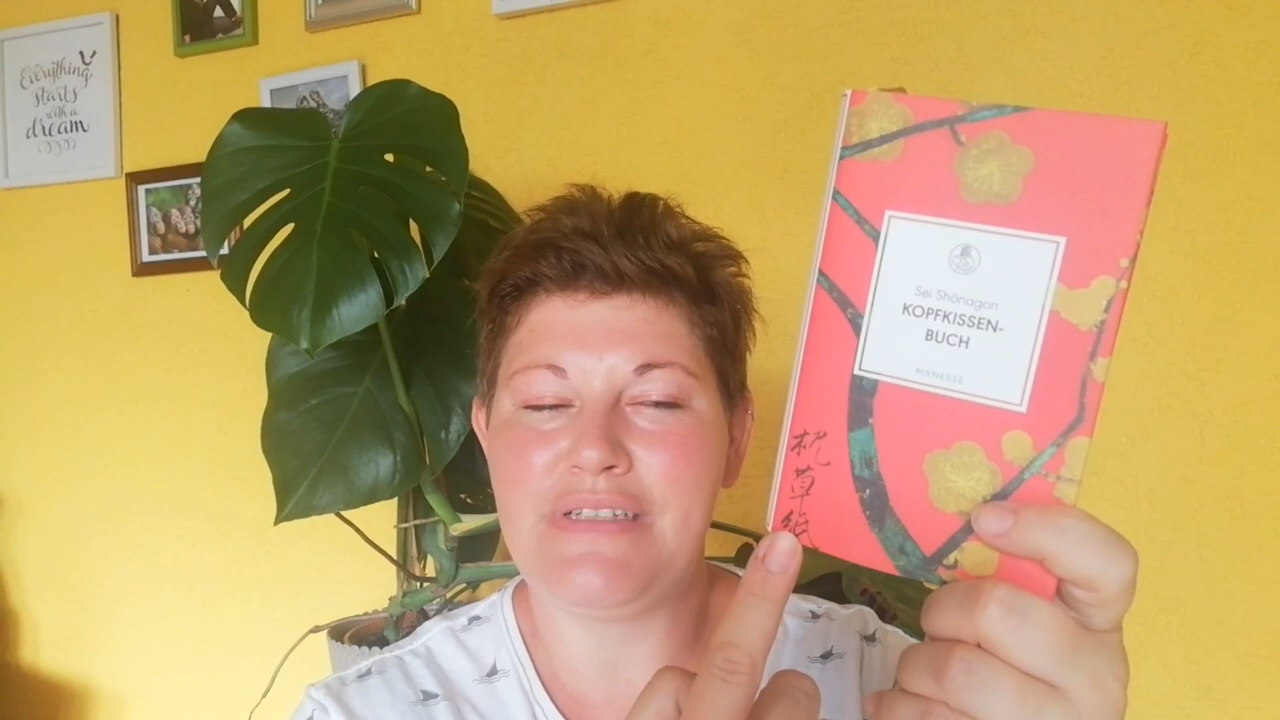 Everything
starts
with a
dream
Sei Shōnagon
KOPFKISSEN-
BUCH
MANESSE
枕
草
紙